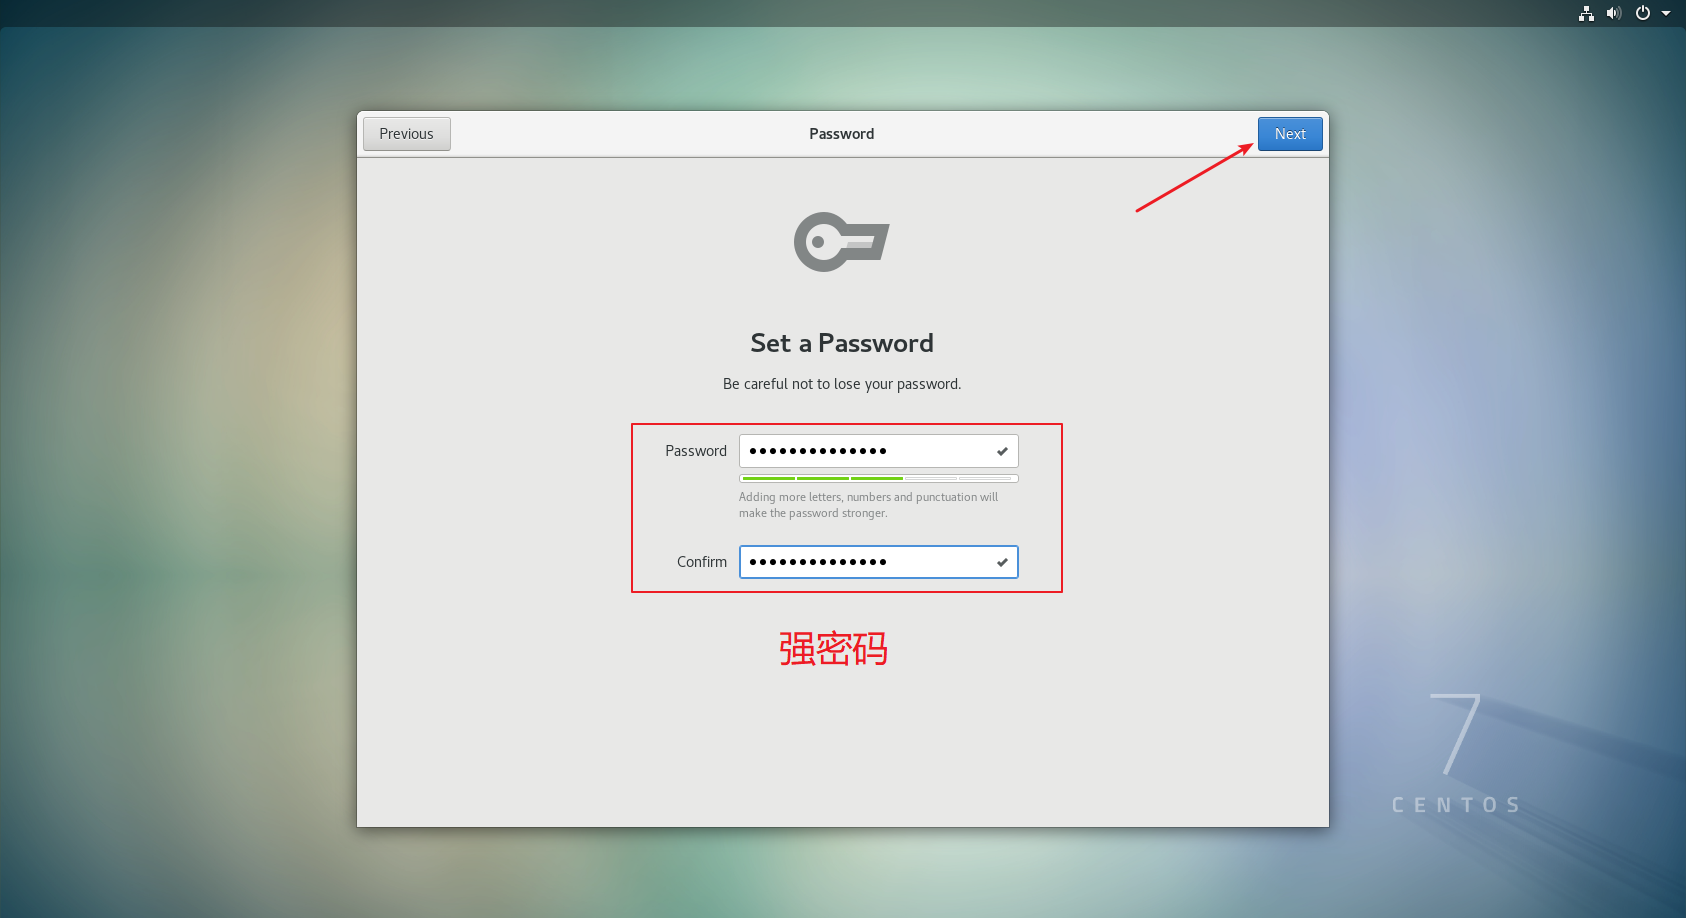 Previous
Password
Next
Set a Password
Be careful not to lose your password.
Password
●●●●●●●●●●●●●●
Adding more letters, numbers and punctuation will
make the password stronger.
Confirm
●●●●●●●●●●●●●●
强密码
7
CENTOS